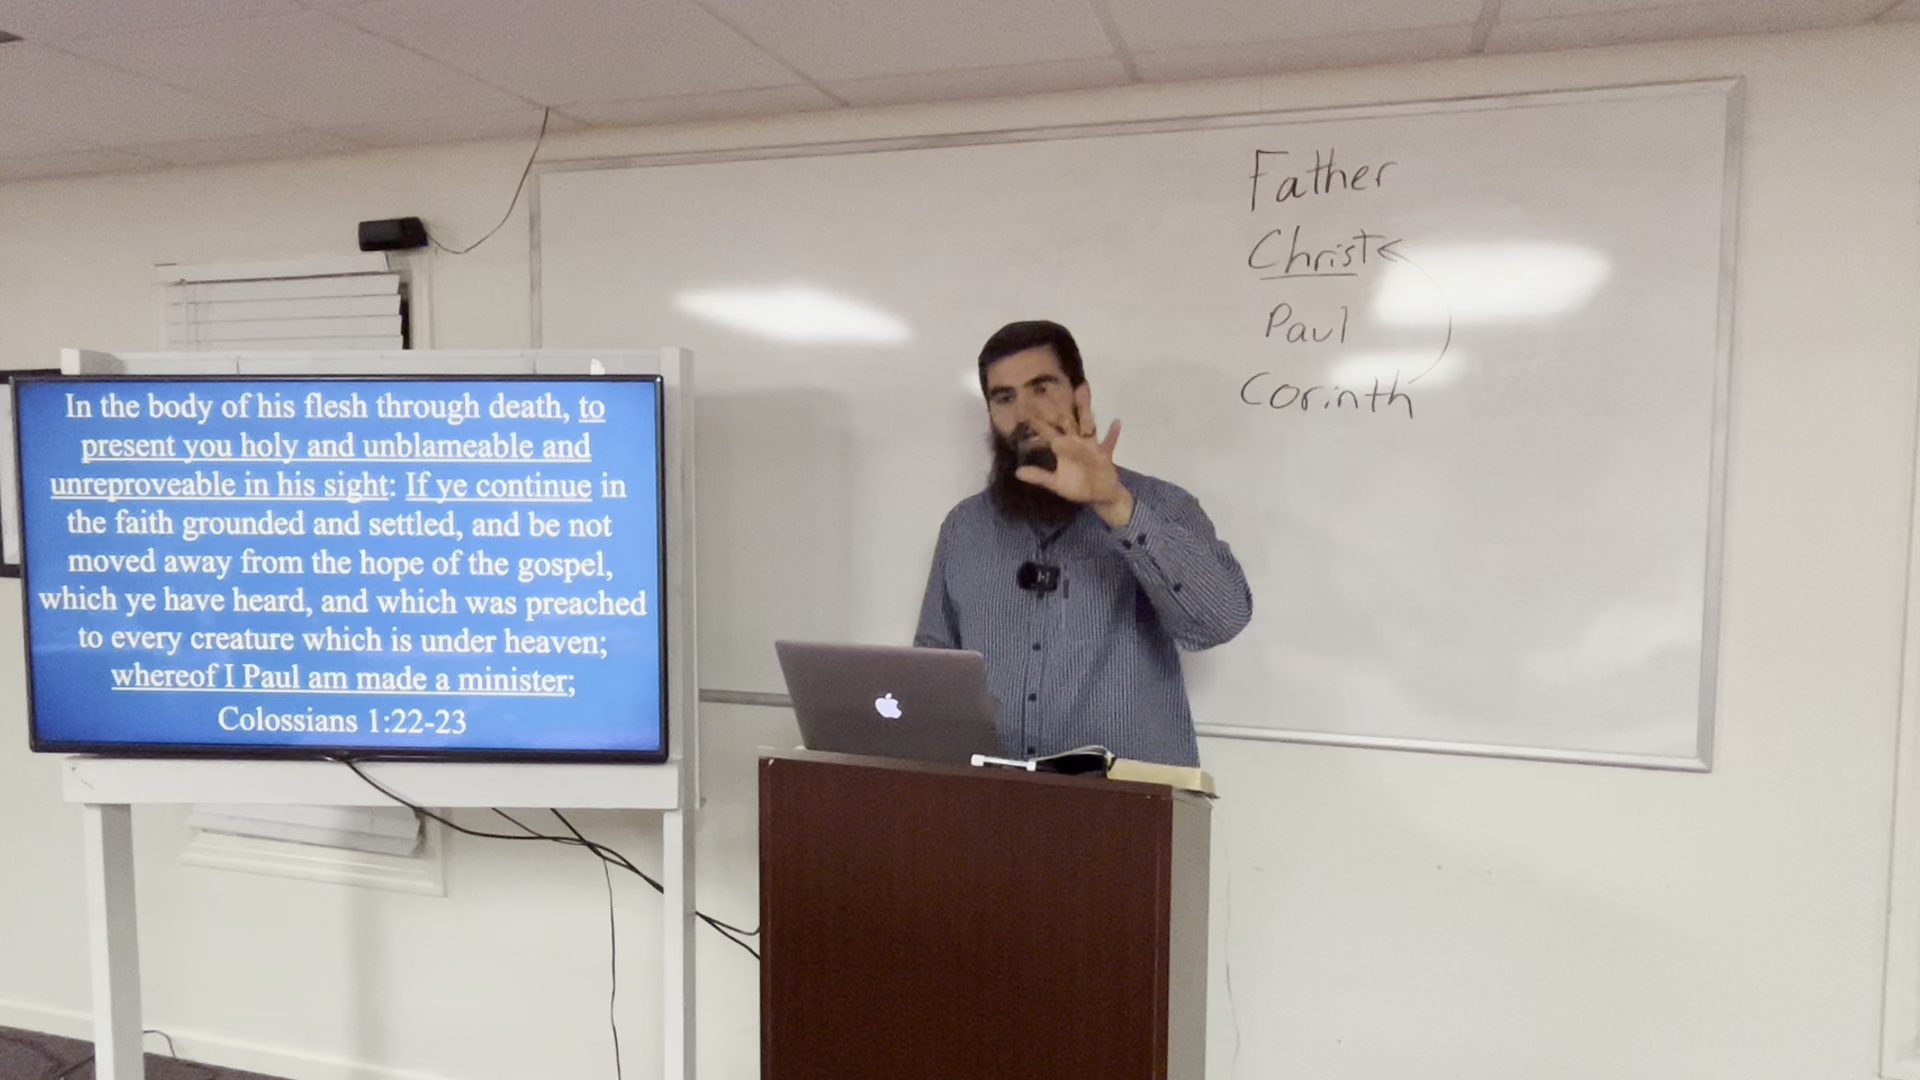 In the body of his flesh through death, to
present you holy and unblameable and
unreproveable in his sight: If ye continue in
the faith grounded and settled, and be not
moved away from the hope of the gospel,
which ye have heard, and which was preached
to every creature which is under heaven;
whereof I Paul am made a minister;
Colossians 1:22-23
Father
Christ
Paul
Corinth